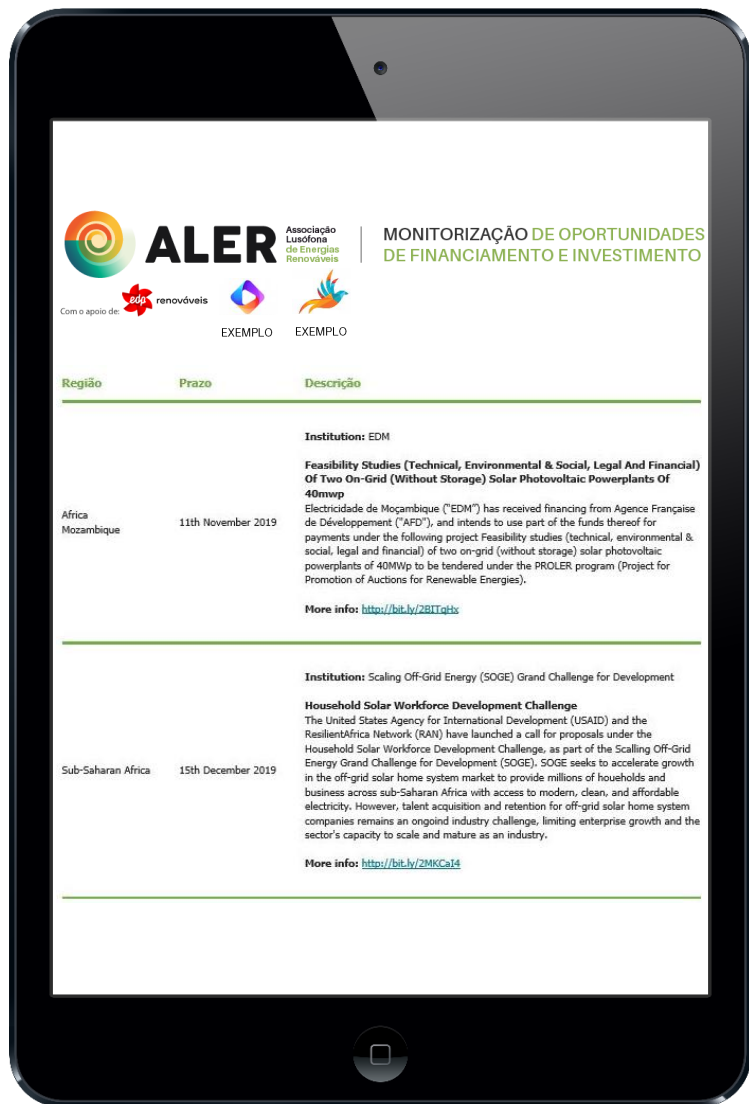 ALER
Associação
Lusófona
de Energias
Renováveis
MONITORIZAÇÃO DE OPORTUNIDADES
DE FINANCIAMENTO E INVESTIMENTO
Com o apoio de:
edp renováveis
EXEMPLO
EXEMPLO
Região Prazo Descrição
Institution: EDM
Feasibility Studies (Technical, Environmental & Social, Legal And Financial)
Of Two On-Grid (Without Storage) Solar Photovoltaic Powerplants Of
40mwp
Electricidade de Moçambique ("EDM") has received financing from Agence Française
de Développement ("AFD"), and intends to use part of the funds thereof for
payments under the following project Feasibility studies (technical, environmental &
social, legal and financial) of two on-grid (without storage) solar photovoltaic
powerplants of 40MWp to be tendered under the PROLER program (Project for
Promotion of Auctions for Renewable Energies).
Africa
Mozambique
11th November 2019
More info: http://bit.ly/2BITqHx
Institution: Scaling Off-Grid Energy (SOGE) Grand Challenge for Development
Household Solar Workforce Development Challenge
The United States Agency for International Development (USAID) and the
ResilientAfrica Network (RAN) have launched a call for proposals under the
Household Solar Workforce Development Challenge, as part of the Scalling Off-Grid
Energy Grand Challenge for Development (SOGE). SOGE seeks to accelerate growth
in the off-grid solar home system market to provide millions of houeholds and
business across sub-Saharan Africa with access to modern, clean, and affordable
electricity. However, talent acquisition and retention for off-grid solar home system
companies remains an ongoind industry challenge, limiting enterprise growth and the
sector's capacity to scale and mature as an industry.
Sub-Saharan Africa
15th December 2019
More info: http://bit.ly/2MKCaI4